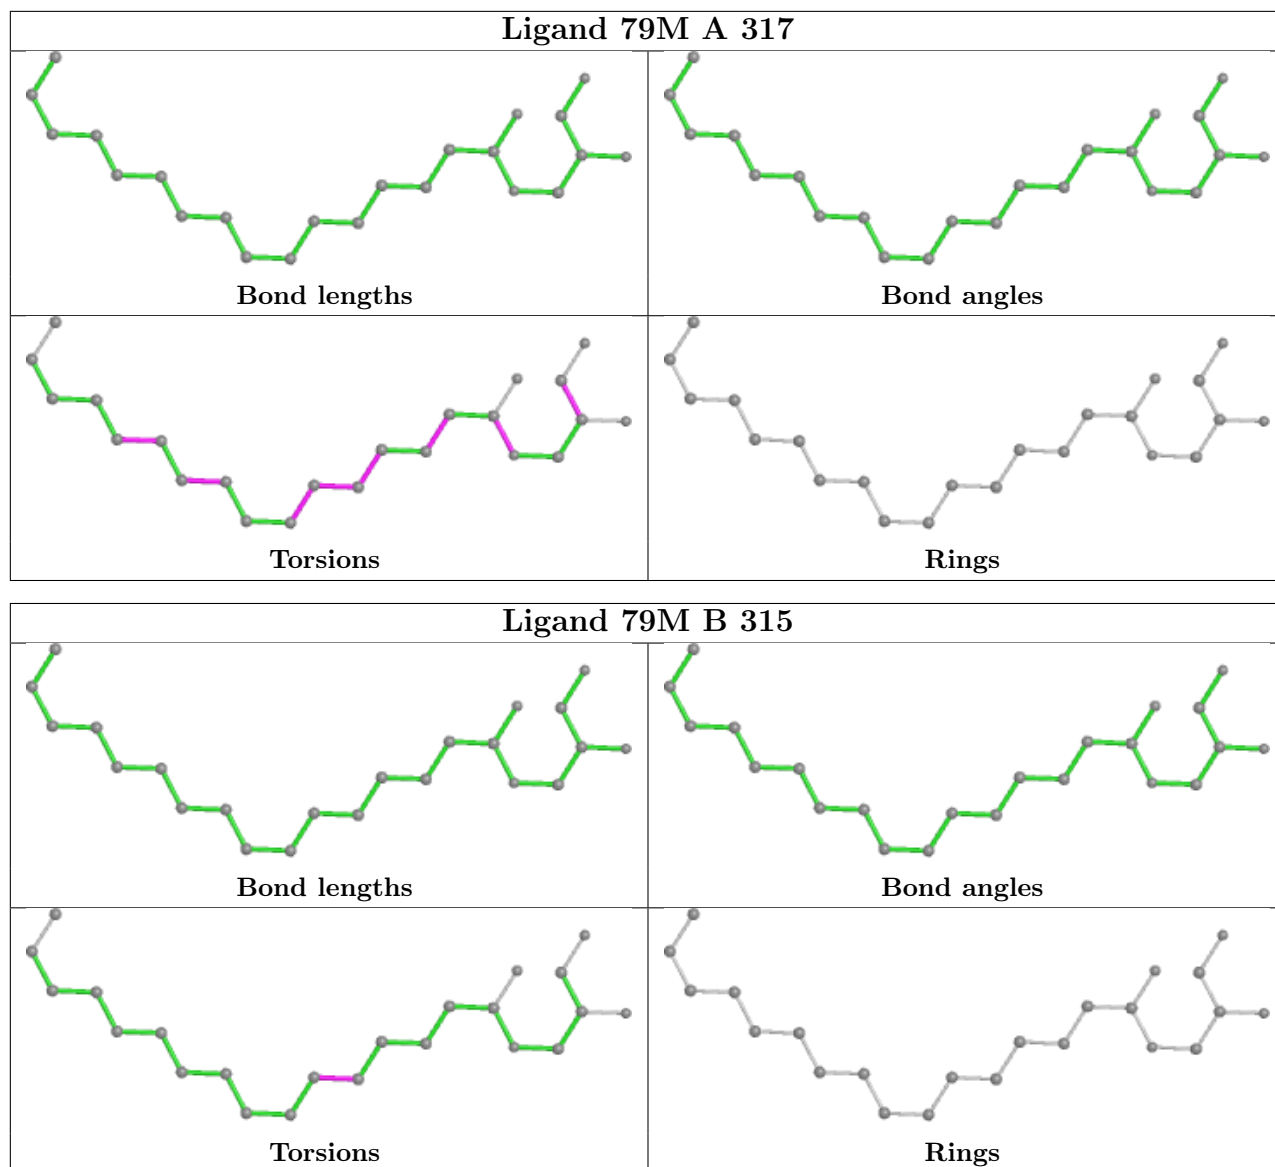 Ligand 79M A 317
Bond lengths
Bond angles
Torsions
Rings
Ligand 79M B 315
Bond lengths
Bond angles
Torsions
Rings